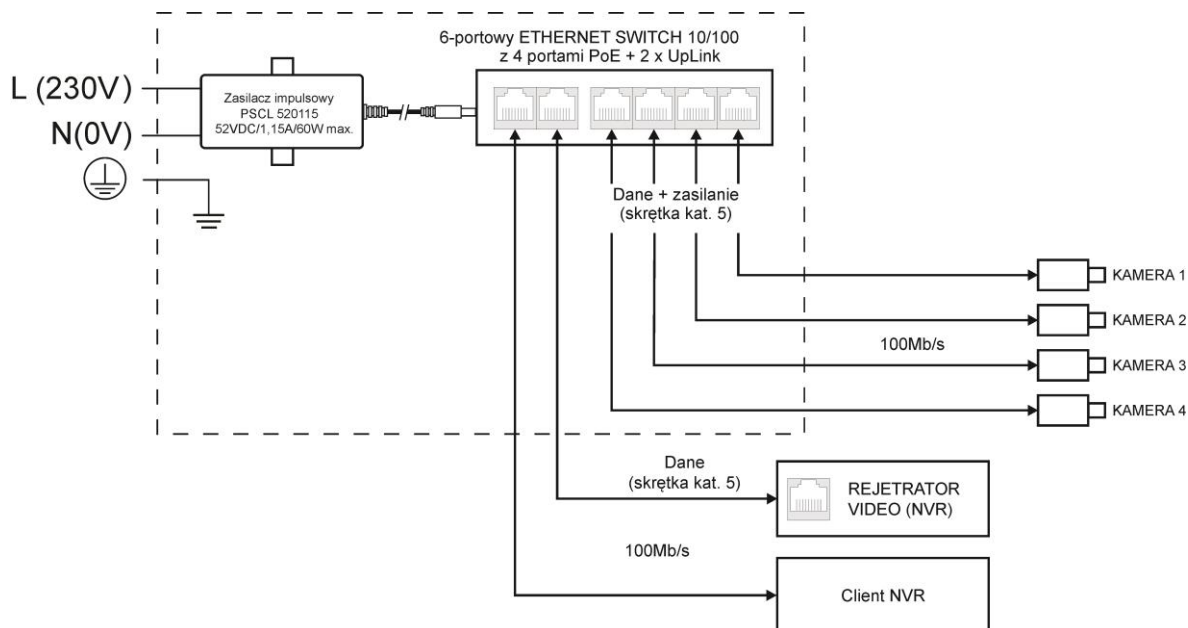 6-portowy ETHERNET SWITCH 10/100
z 4 portami PoE + 2 x UpLink
L (230V)
N(0V)
Zasilacz impulsowy
PSCL 520115
52VDC/1,15A/60W max.
Dane + zasilanie
(skrętka kat. 5)
KAMERA 1
KAMERA 2
100Mb/s
KAMERA 3
KAMERA 4
Dane
(skrętka kat. 5)
REJETRATOR
VIDEO (NVR)
100Mb/s
Client NVR